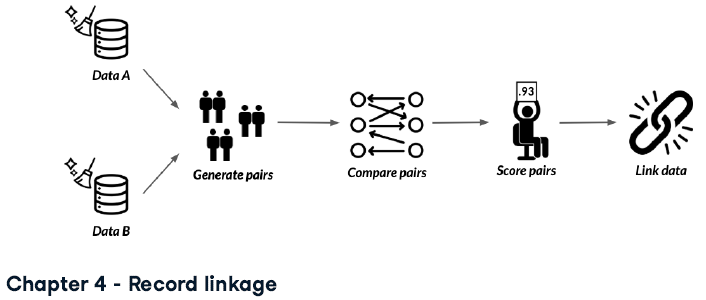 Data A
Data B
Generate pairs
Compare pairs
.93
Score pairs
Link data
Chapter 4 - Record linkage